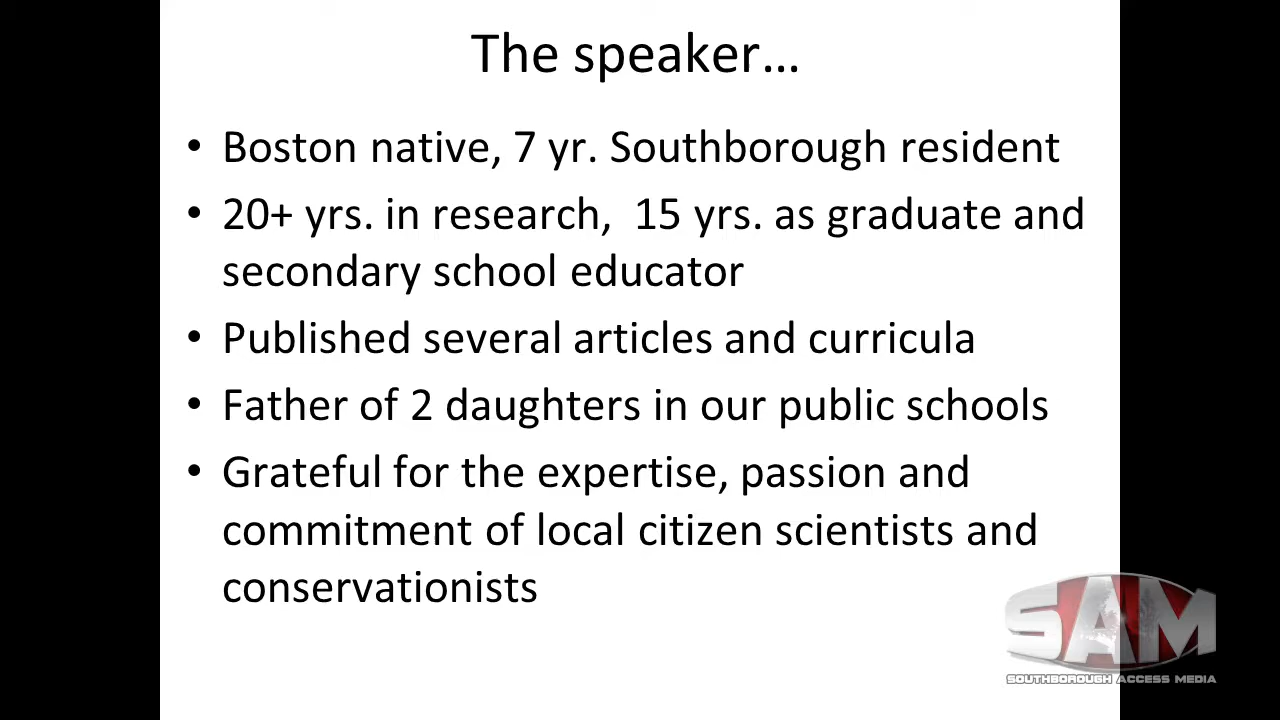 The speaker…
• Boston native, 7 yr. Southborough resident
• 20+ yrs. in research,  15 yrs. as graduate and
secondary school educator
• Published several articles and curricula
• Father of 2 daughters in our public schools
• Grateful for the expertise, passion and
commitment of local citizen scientists and
conservationists
SAM
SOUTHBOROUGH ACCESS MEDIA